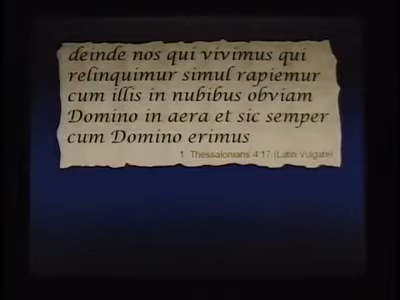 deinde nos qui vivimus qui
relinquimur simul rapiemur
cum illis in nubibus obviam
Domino in aera et sic semper
cum Domino erimus
1 Thessalonians 4:17 (Latin Vulgate)